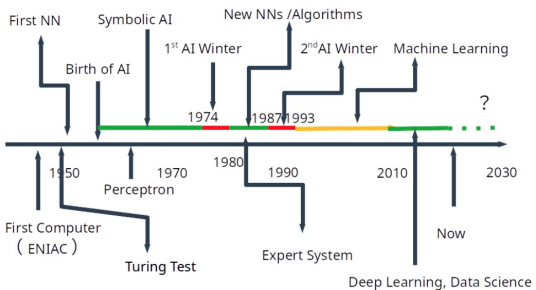 New NNs /Algorithms
First NN
Symbolic AI
1st AI Winter
2nd AI Winter
Machine Learning
Birth of AI
?
1974
1987
1993
1950
1970
1980
1990
2010
2030
Perceptron
First Computer
( ENIAC )
Turing Test
Expert System
Now
Deep Learning, Data Science